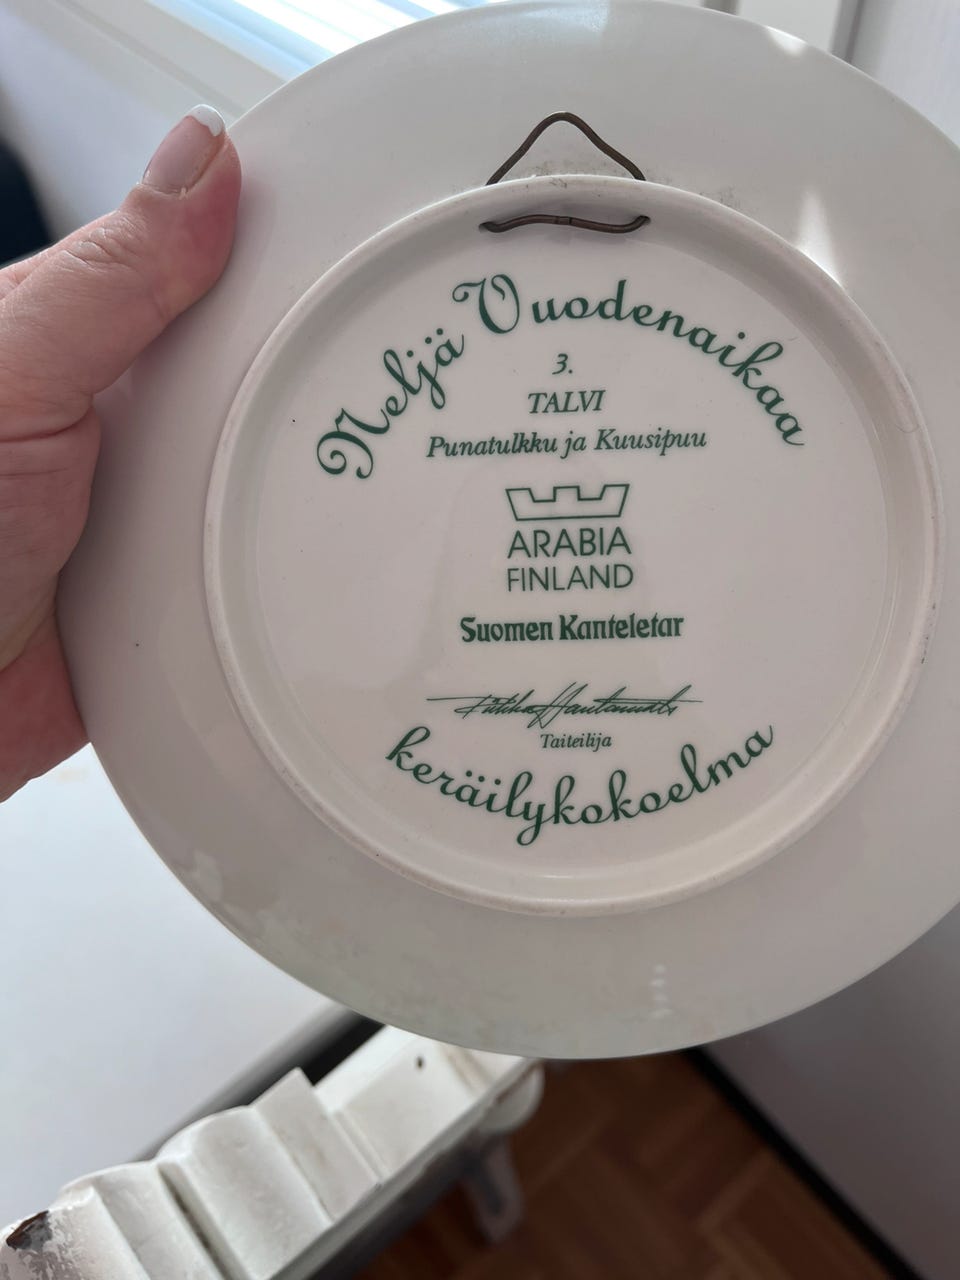 Neljä Vuodenaikaa
3.
TALVI
Punatulkku ja Kuusipuu
ARABIA
FINLAND
Suomen Kanteletar
Taiteilija
keräilykokoelma